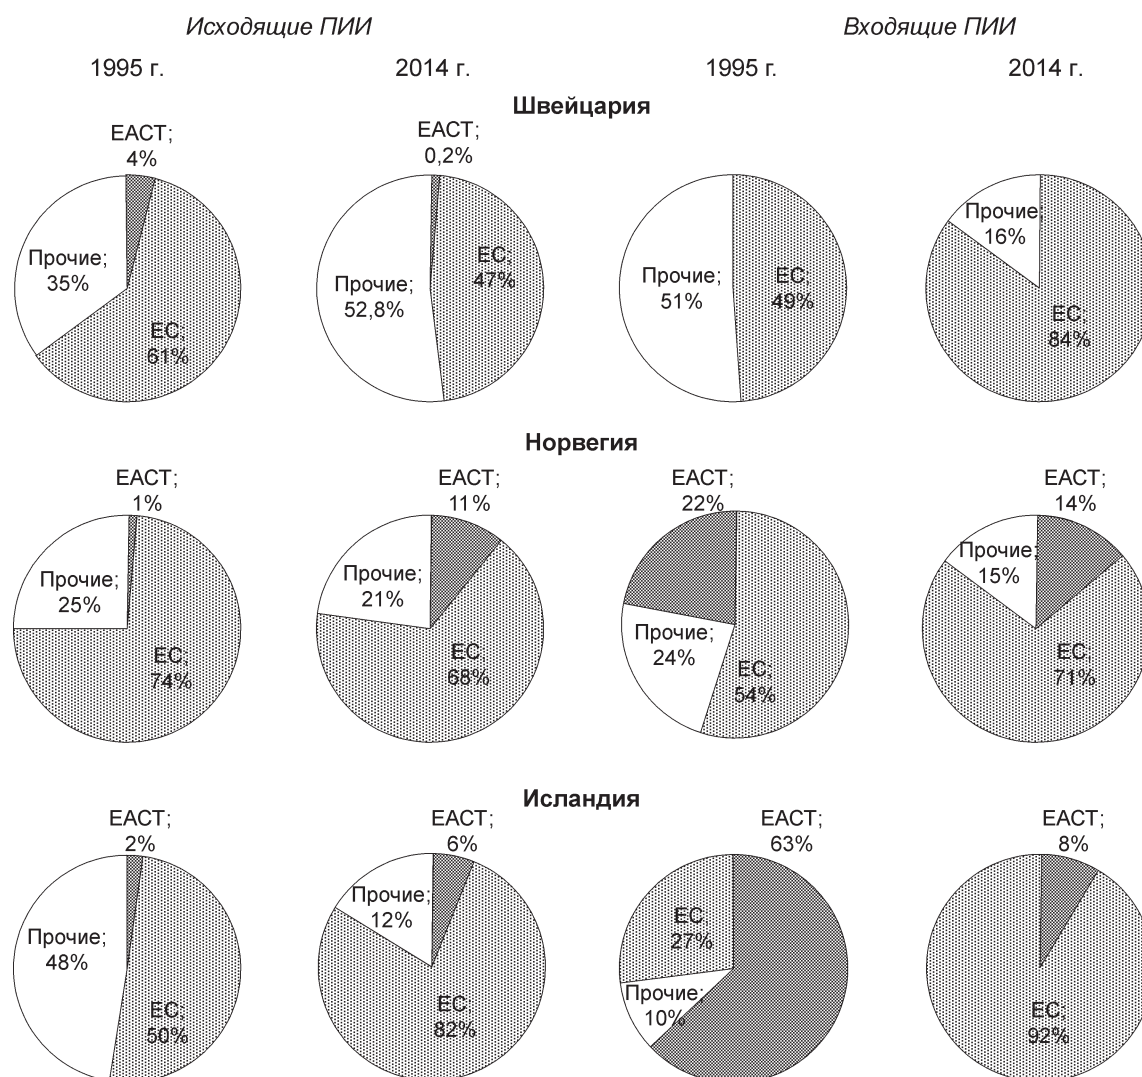 Исходящие ПИИ
Входящие ПИИ
1995 г.
2014 г.
1995 г.
2014 г.
Швейцария
ЕАСТ;
4%
Прочие;
35%
ЕС;
61%
ЕАСТ;
0,2%
Прочие;
52,8%
ЕС;
47%
Прочие;
51%
ЕС;
49%
Прочие;
16%
ЕС;
84%
Норвегия
ЕАСТ;
1%
Прочие;
25%
ЕС;
74%
ЕАСТ;
11%
Прочие;
21%
ЕС;
68%
ЕАСТ;
22%
Прочие;
24%
ЕС;
54%
ЕАСТ;
14%
Прочие;
15%
ЕС;
71%
Исландия
ЕАСТ;
2%
Прочие;
48%
ЕС;
50%
ЕАСТ;
6%
Прочие;
12%
ЕС;
82%
ЕАСТ;
63%
ЕС
27%
Прочие;
10%
ЕАСТ;
8%
ЕС;
92%